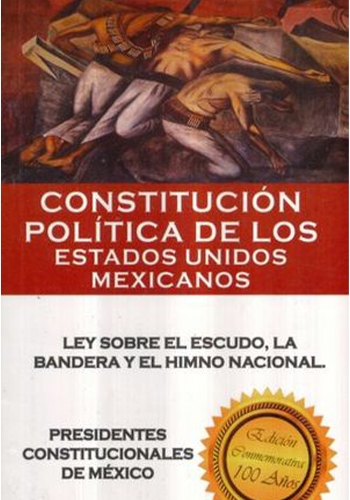 CONSTITUCIÓN
POLÍTICA DE LOS
ESTADOS UNIDOS
MEXICANOS
LEY SOBRE EL ESCUDO, LA
BANDERA Y EL HIMNO NACIONAL.
PRESIDENTES
CONSTITUCIONALES
DE MÉXICO
Edición
Conmemorativa
100 Años